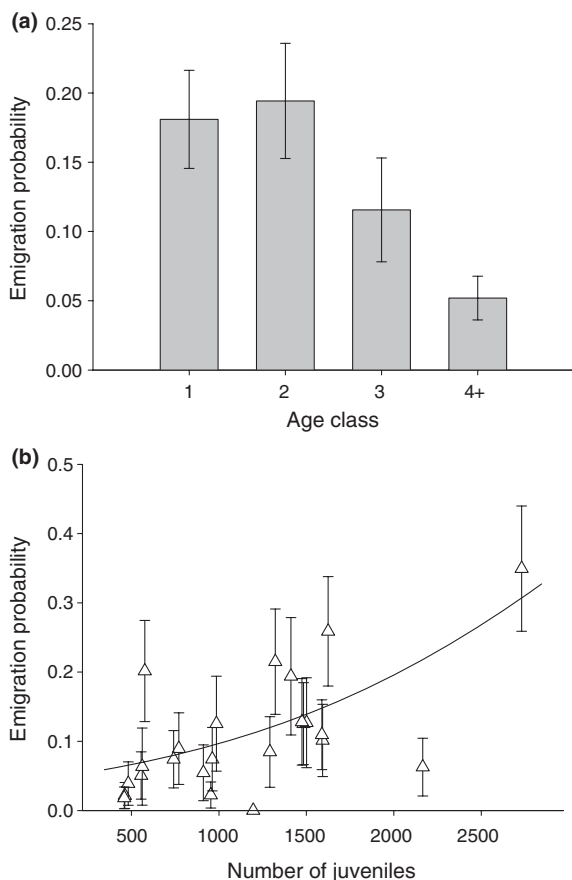 (a)
0.25
0.20
0.15
0.10
0.05
0.00
Emigration probability
1 2 3 4+
Age class
(b)
0.5
0.4
0.3
0.2
0.1
0.0
Emigration probability
500 1000 1500 2000 2500
Number of juveniles